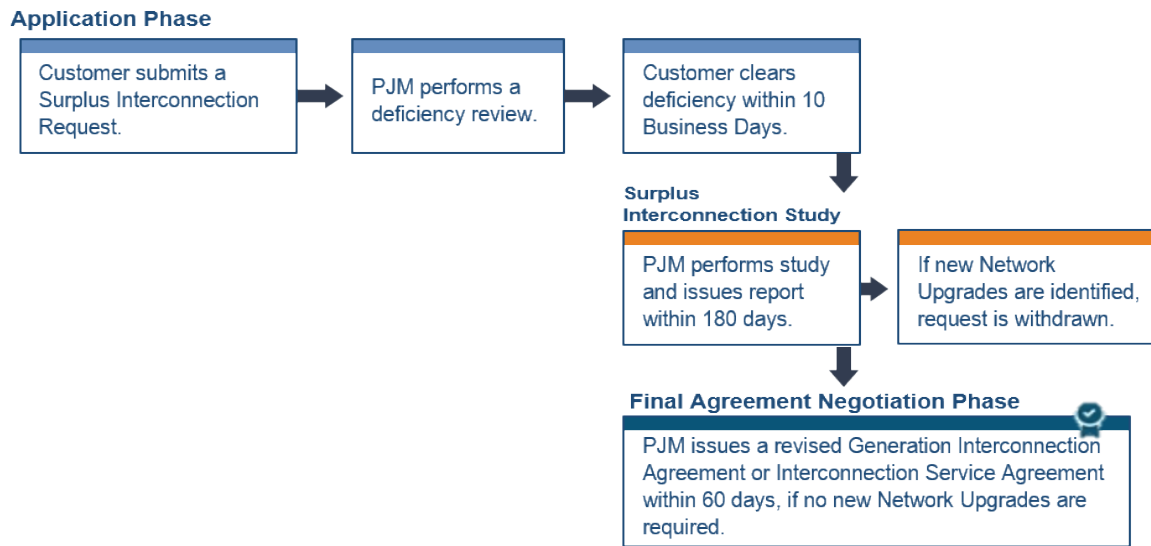 Application Phase
Customer submits a
Surplus Interconnection
Request.
PJM performs a
deficiency review.
Customer clears
deficiency within 10
Business Days.
Surplus
Interconnection Study
PJM performs study
and issues report
within 180 days.
If new Network
Upgrades are identified,
request is withdrawn.
Final Agreement Negotiation Phase
PJM issues a revised Generation Interconnection
Agreement or Interconnection Service Agreement
within 60 days, if no new Network Upgrades are
required.